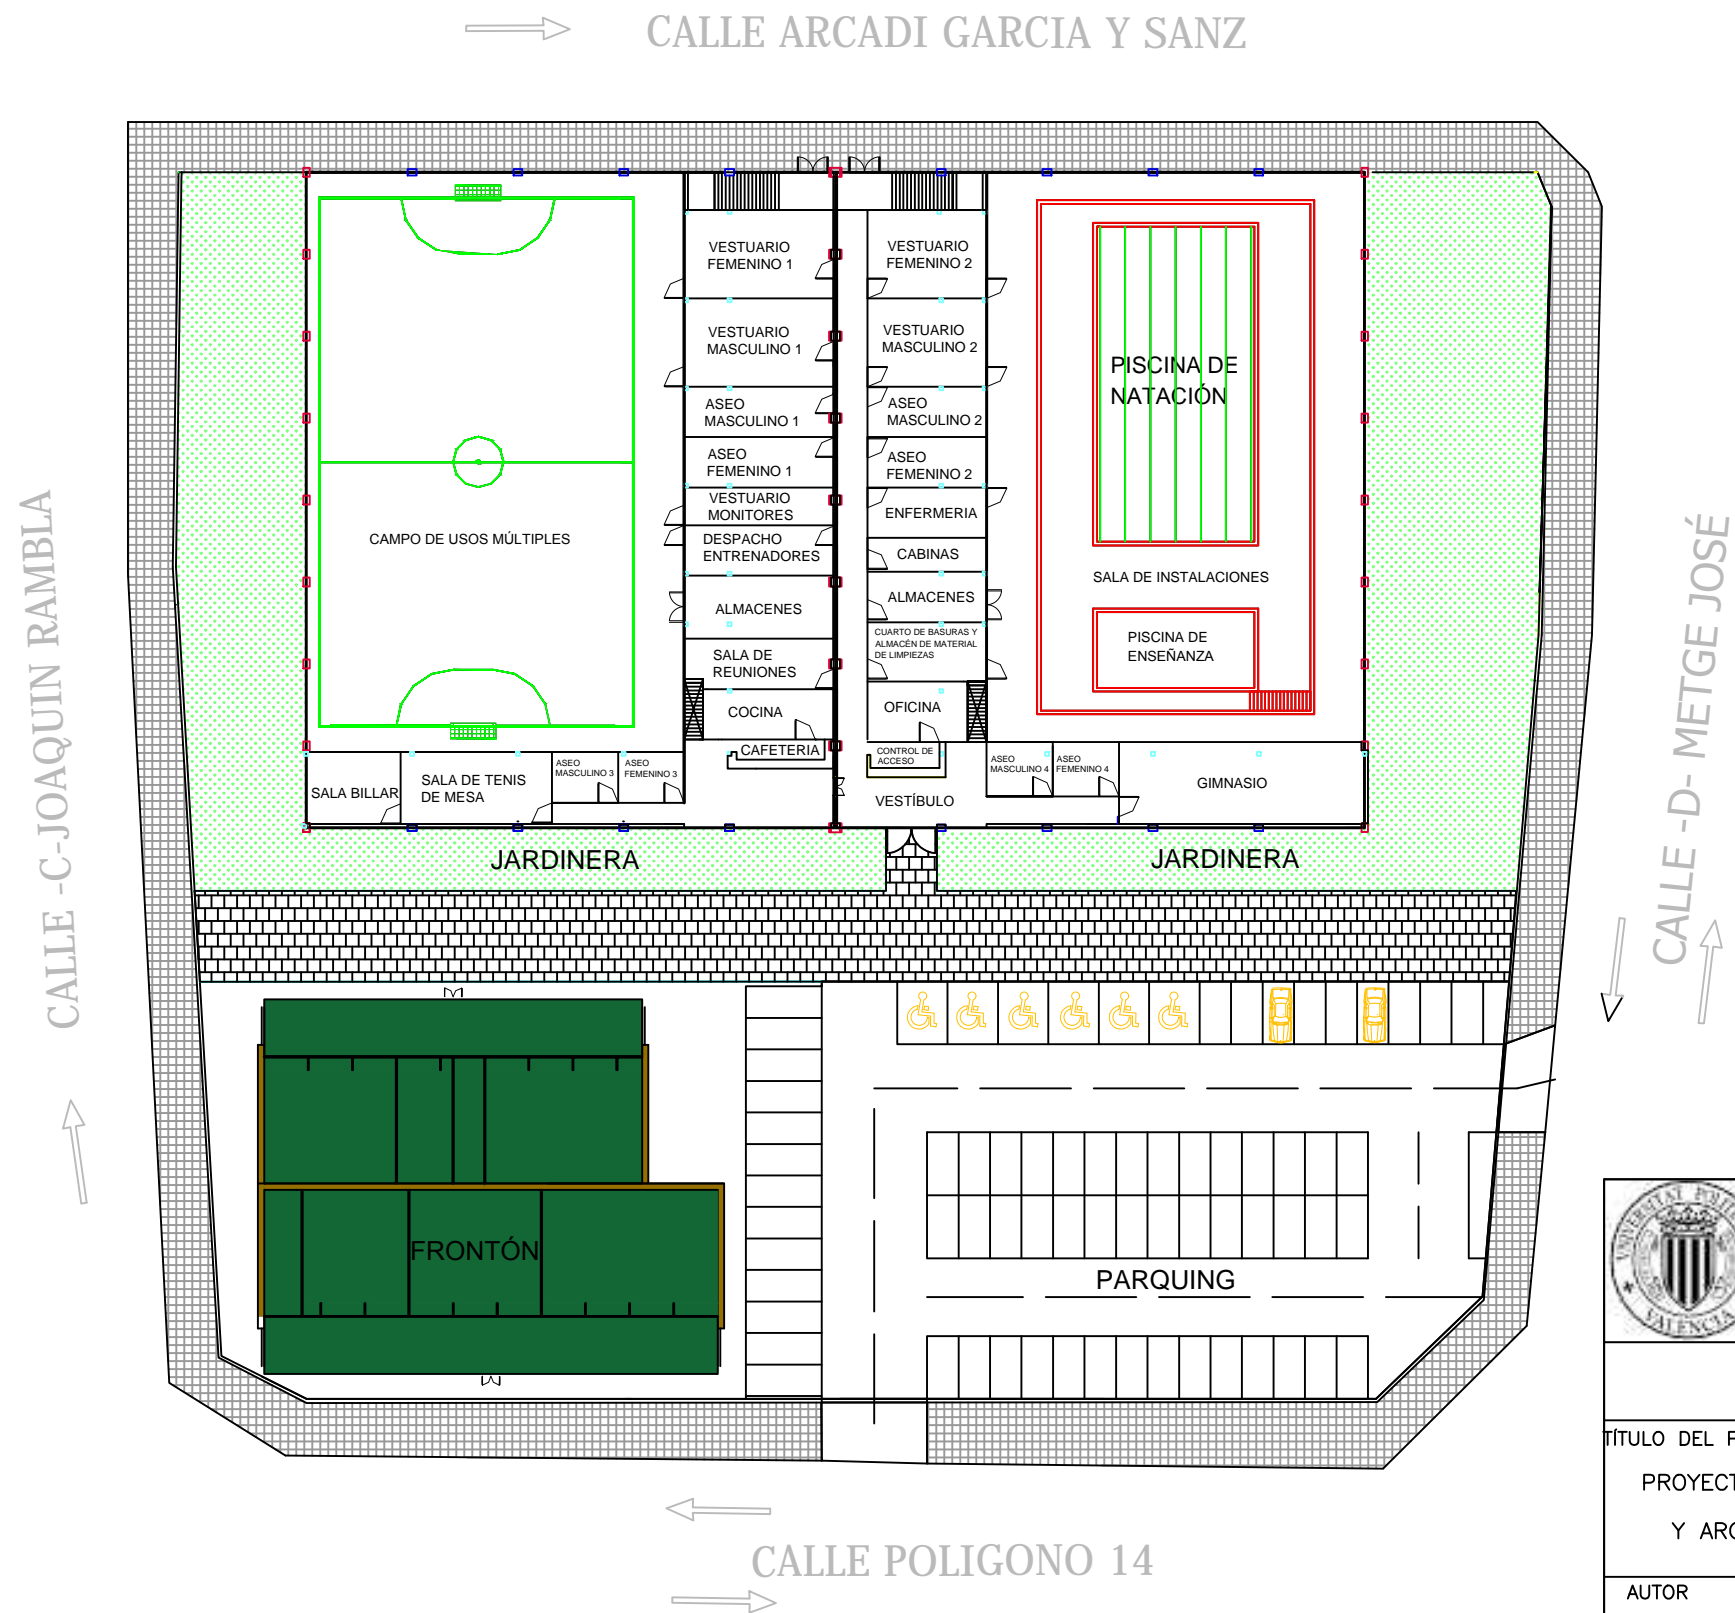 CALLE ARCADI GARCIA Y SANZ
CALLE -C-JOAQUIN RAMBLA
CALLE -D- METGE JOSÉ
VESTUARIO
FEMENINO 1
VESTUARIO
FEMENINO 2
VESTUARIO
MASCULINO 1
VESTUARIO
MASCULINO 2
PISCINA DE
NATACIÓN
ASEO
MASCULINO 1
ASEO
MASCULINO 2
ASEO
FEMENINO 1
ASEO
FEMENINO 2
VESTUARIO
MONITORES
ENFERMERIA
CAMPO DE USOS MÚLTIPLES
DESPACHO
ENTRENADORES
CABINAS
SALA DE INSTALACIONES
ALMACENES
ALMACENES
CUARTO DE BASURAS Y
ALMACÉN DE MATERIAL
DE LIMPIEZAS
PISCINA DE
ENSEÑANZA
SALA DE
REUNIONES
COCINA
OFICINA
CAFETERIA
CONTROL DE
ACCESO
SALA BILLAR
SALA DE TENIS
DE MESA
ASEO
MASCULINO 3
ASEO
FEMENINO 3
VESTÍBULO
ASEO
MASCULINO 4
ASEO
FEMENINO 4
GIMNASIO
JARDINERA
JARDINERA
FRONTÓN
PARQUING
CALLE POLIGONO 14
VALENCIA
TÍTULO DEL
PROYECT
Y ARQ
AUTOR